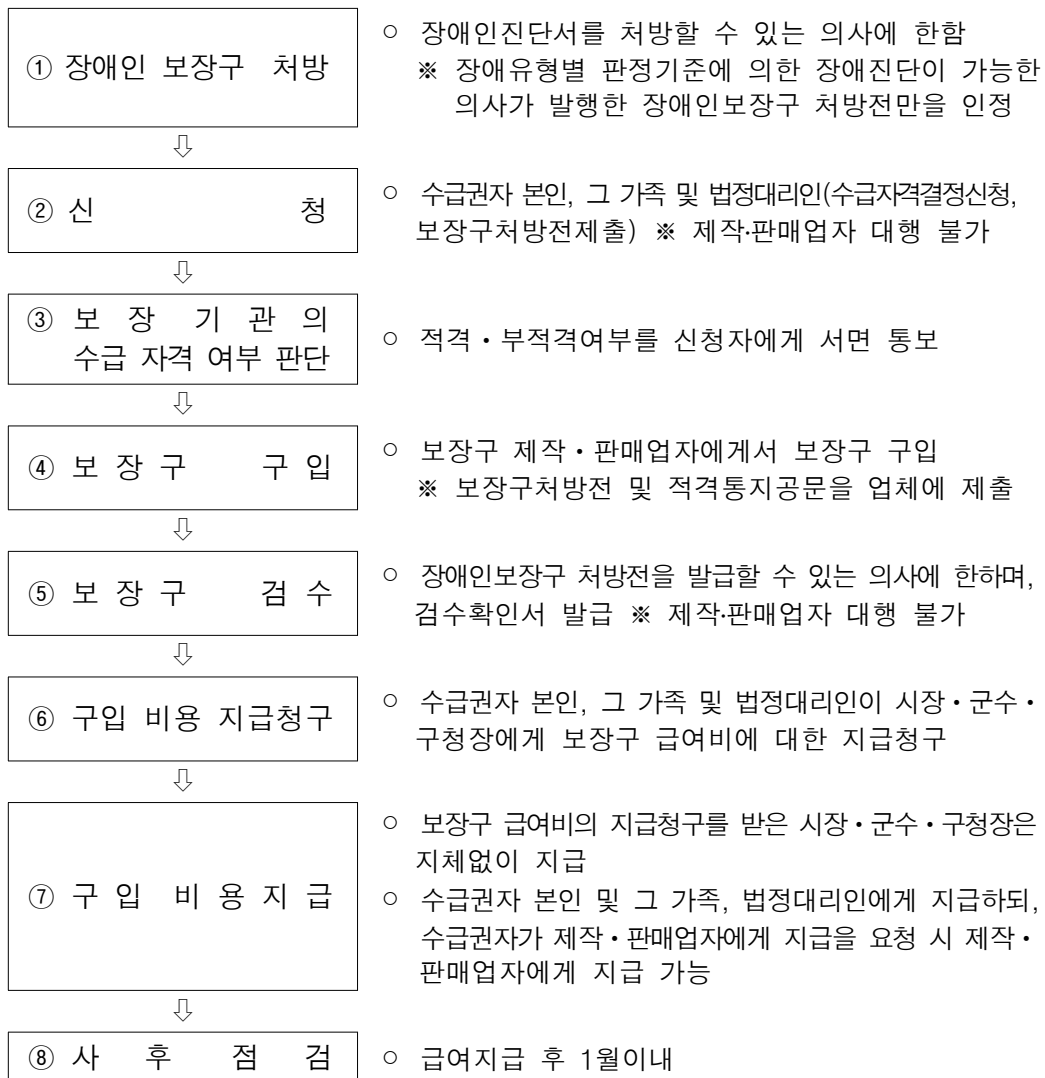 ① 장애인 보장구 처방
○ 장애인진단서를 처방할 수 있는 의사에 한함
※ 장애유형별 판정기준에 의한 장애진단이 가능한
의사가 발행한 장애인보장구 처방전만을 인정
⇩
② 신 청
○ 수급권자 본인, 그 가족 및 법정대리인(수급자격결정신청,
보장구처방전제출) ※ 제작·판매업자 대행 불가
⇩
③ 보 장 기 관 의
수급 자격 여부 판단
○ 적격·부적격여부를 신청자에게 서면 통보
⇩
④ 보 장 구 구 입
○ 보장구 제작·판매업자에게서 보장구 구입
※ 보장구처방전 및 적격통지공문을 업체에 제출
⇩
⑤ 보 장 구 검 수
○ 장애인보장구 처방전을 발급할 수 있는 의사에 한하며,
검수확인서 발급 ※ 제작·판매업자 대행 불가
⇩
⑥ 구입 비용 지급청구
○ 수급권자 본인, 그 가족 및 법정대리인이 시장·군수·
구청장에게 보장구 급여비에 대한 지급청구
⇩
⑦ 구 입 비 용 지 급
○ 보장구 급여비의 지급청구를 받은 시장·군수·구청장은
지체없이 지급
○ 수급권자 본인 및 그 가족, 법정대리인에게 지급하되,
수급권자가 제작·판매업자에게 지급을 요청 시 제작·
판매업자에게 지급 가능
⇩
⑧ 사 후 점 검
○ 급여지급 후 1월이내